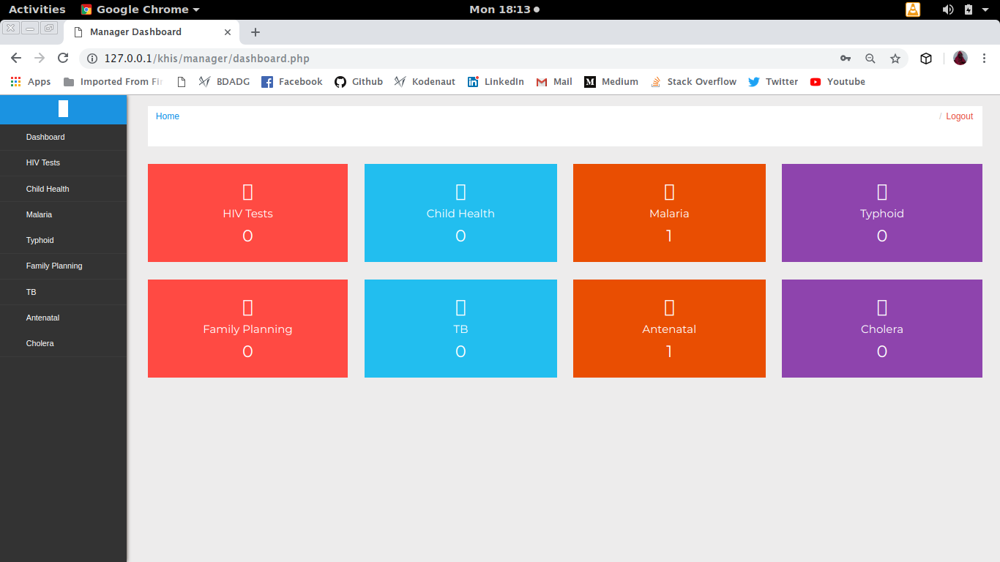 Activities Google Chrome Mon 18:13
Manager Dashboard
127.0.0.1/khis/manager/dashboard.php
Apps Imported From Fir BDADG Facebook Github Kodenaut LinkedIn Mail Medium Stack Overflow Twitter Youtube
Home / Logout
Dashboard
HIV Tests
Child Health
Malaria
Typhoid
Family Planning
TB
Antenatal
Cholera
HIV Tests
0
Child Health
0
Malaria
1
Typhoid
0
Family Planning
0
TB
0
Antenatal
1
Cholera
0